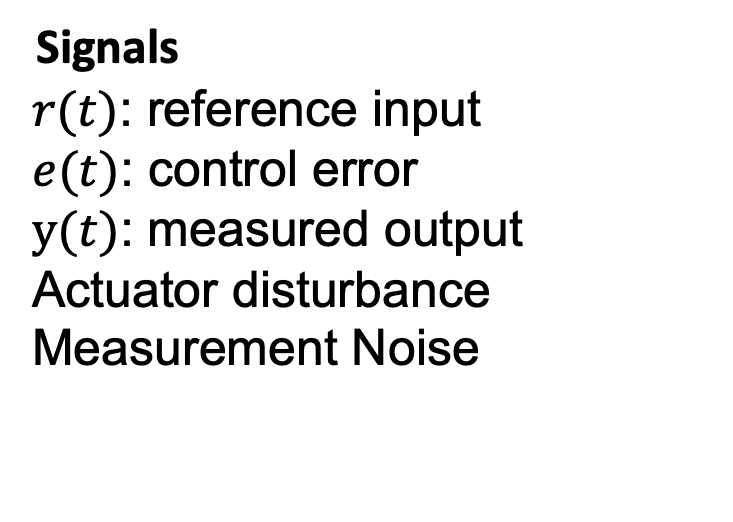 Signals
r(t): reference input
e(t): control error
y(t): measured output
Actuator disturbance
Measurement Noise